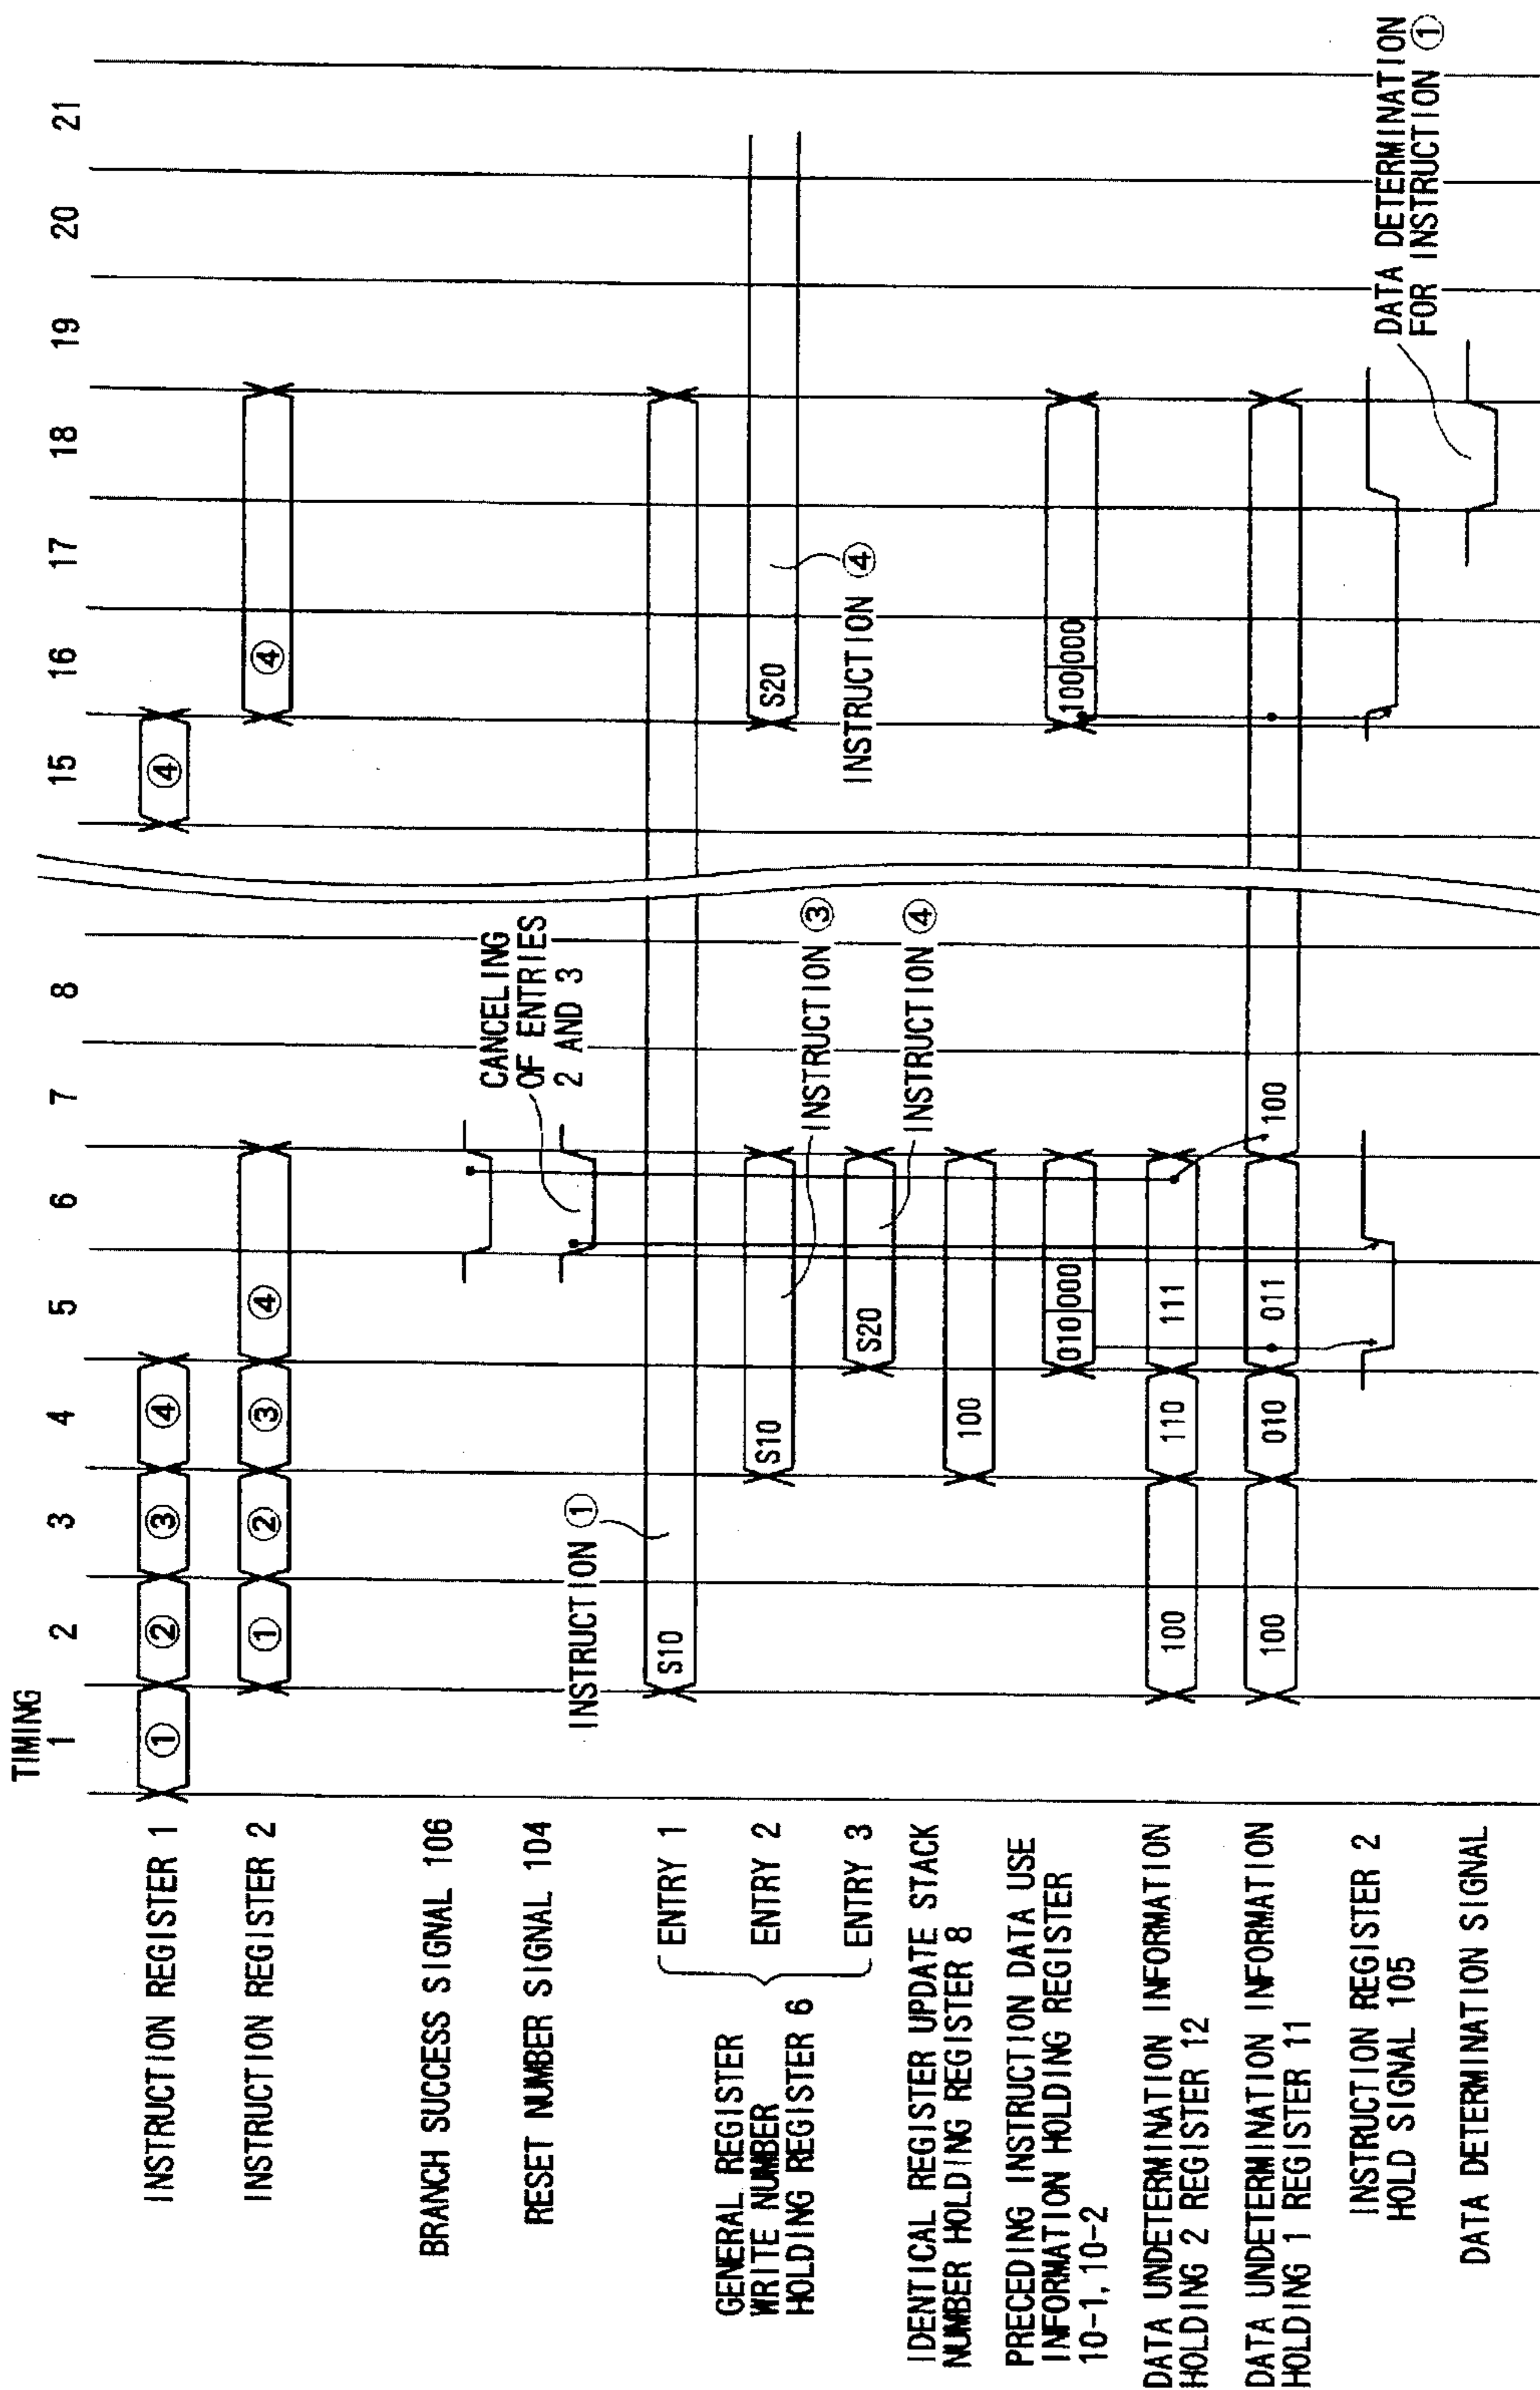 TIMING
1 2 3 4 5 6 7 8 15 16 17 18 19 20 21
INSTRUCTION REGISTER 1
① ② ③ ④ ④
INSTRUCTION REGISTER 2
① ② ③ ④ ④
BRANCH SUCCESS SIGNAL 106
RESET NUMBER SIGNAL 104
CANCELING
OF ENTRIES
2 AND 3
INSTRUCTION ①
GENERAL REGISTER
WRITE NUMBER
HOLDING REGISTER 6
ENTRY 1
S10
ENTRY 2
S10 S20
INSTRUCTION ③
INSTRUCTION ④
ENTRY 3
S20
INSTRUCTION ④
IDENTICAL REGISTER UPDATE STACK
NUMBER HOLDING REGISTER 8
100
PRECEDING INSTRUCTION DATA USE
INFORMATION HOLDING REGISTER
10-1, 10-2
010 000 100 000
DATA UNDETERMINATION INFORMATION
HOLDING 2 REGISTER 12
100 110 111
DATA UNDETERMINATION INFORMATION
HOLDING 1 REGISTER 11
100 010 011 100
INSTRUCTION REGISTER 2
HOLD SIGNAL 105
DATA DETERMINATION SIGNAL
DATA DETERMINATION
FOR INSTRUCTION ①